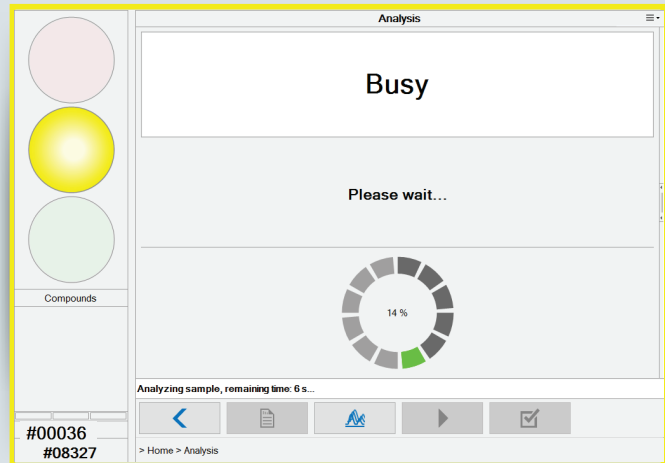 Analysis
Busy
Please wait...
14 %
Compounds
Analyzing sample, remaining time: 6 s...
#00036
#08327
> Home > Analysis